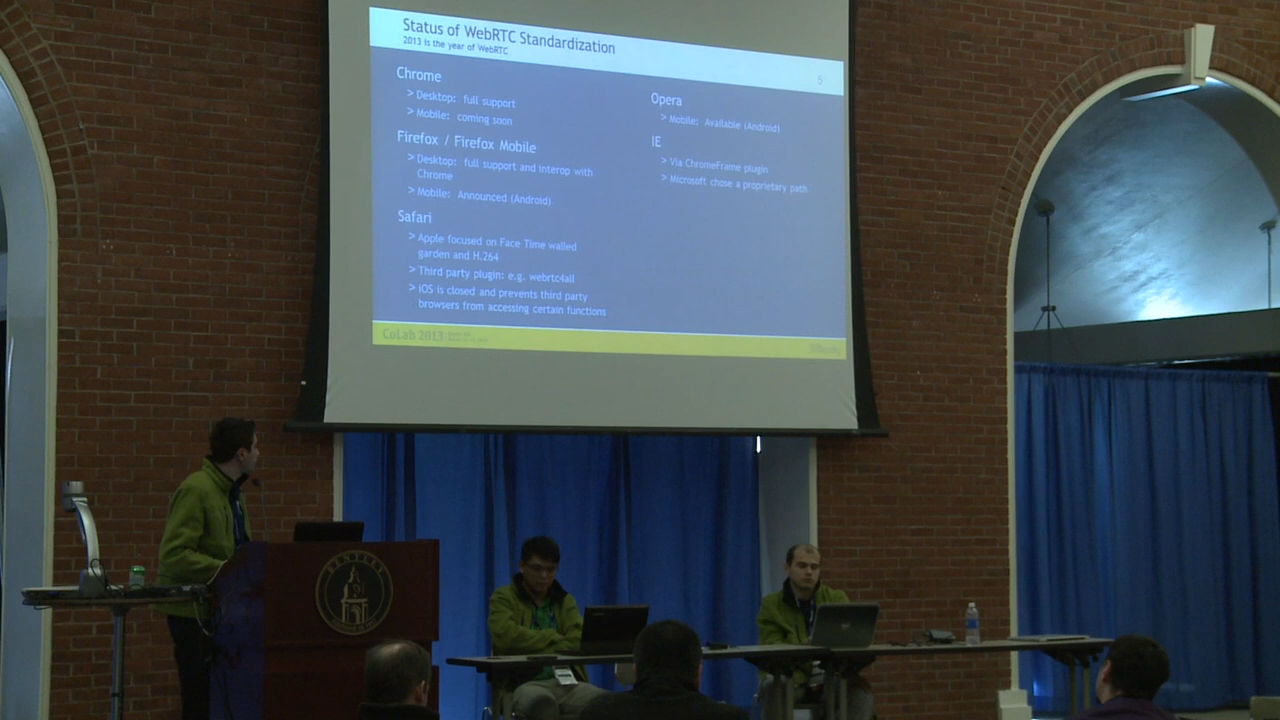 Status of WebRTC Standardization
2013 is the year of WebRTC
5
Chrome
> Desktop: full support
> Mobile: coming soon
Firefox / Firefox Mobile
> Desktop: full support and interop with
Chrome
> Mobile: Announced (Android)
Safari
> Apple focused on Face Time walled
garden and H.264
> Third party plugin: e.g. webrtc4all
> iOS is closed and prevents third party
browsers from accessing certain functions
Opera
> Mobile: Available (Android)
IE
> Via ChromeFrame plugin
> Microsoft chose a proprietary path
CoLab 2013
BENTLEY